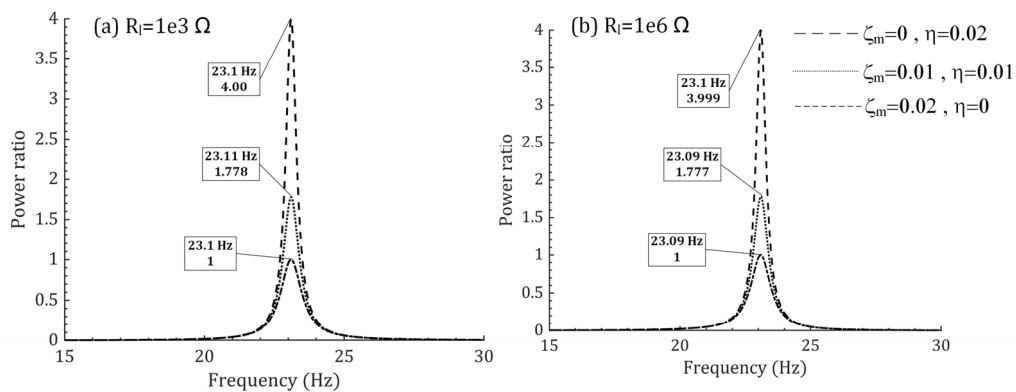 (a) Rₗ=1e3 Ω
4
3.5
3
2.5
2
1.5
1
0.5
0
Power ratio
23.1 Hz
4.00
23.11 Hz
1.778
23.1 Hz
1
15
20
25
30
Frequency (Hz)
(b) Rₗ=1e6 Ω
4
3.5
3
2.5
2
1.5
1
0.5
0
Power ratio
23.1 Hz
3.999
23.09 Hz
1.777
23.09 Hz
1
15
20
25
30
Frequency (Hz)
ζm=0 , η=0.02
ζm=0.01 , η=0.01
ζm=0.02 , η=0